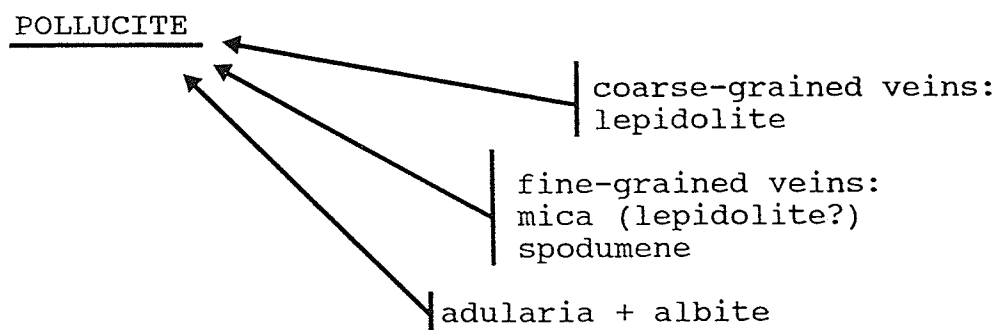 POLLUCITE
coarse-grained veins:
lepidolite
fine-grained veins:
mica (lepidolite?)
spodumene
adularia + albite